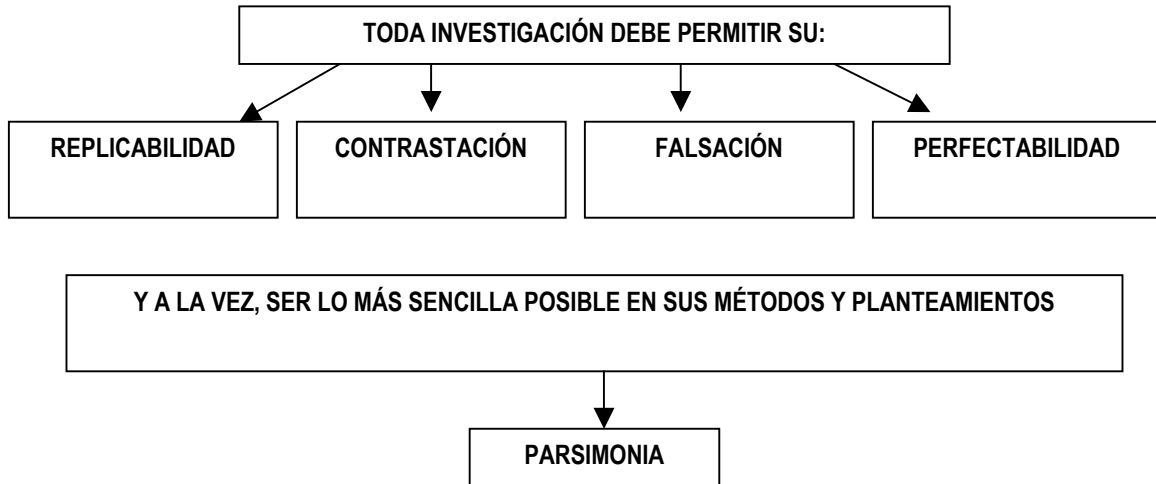 TODA INVESTIGACIÓN DEBE PERMITIR SU:
REPLICABILIDAD
CONTRASTACIÓN
FALSACIÓN
PERFECTABILIDAD
Y A LA VEZ, SER LO MÁS SENCILLA POSIBLE EN SUS MÉTODOS Y PLANTEAMIENTOS
PARSIMONIA